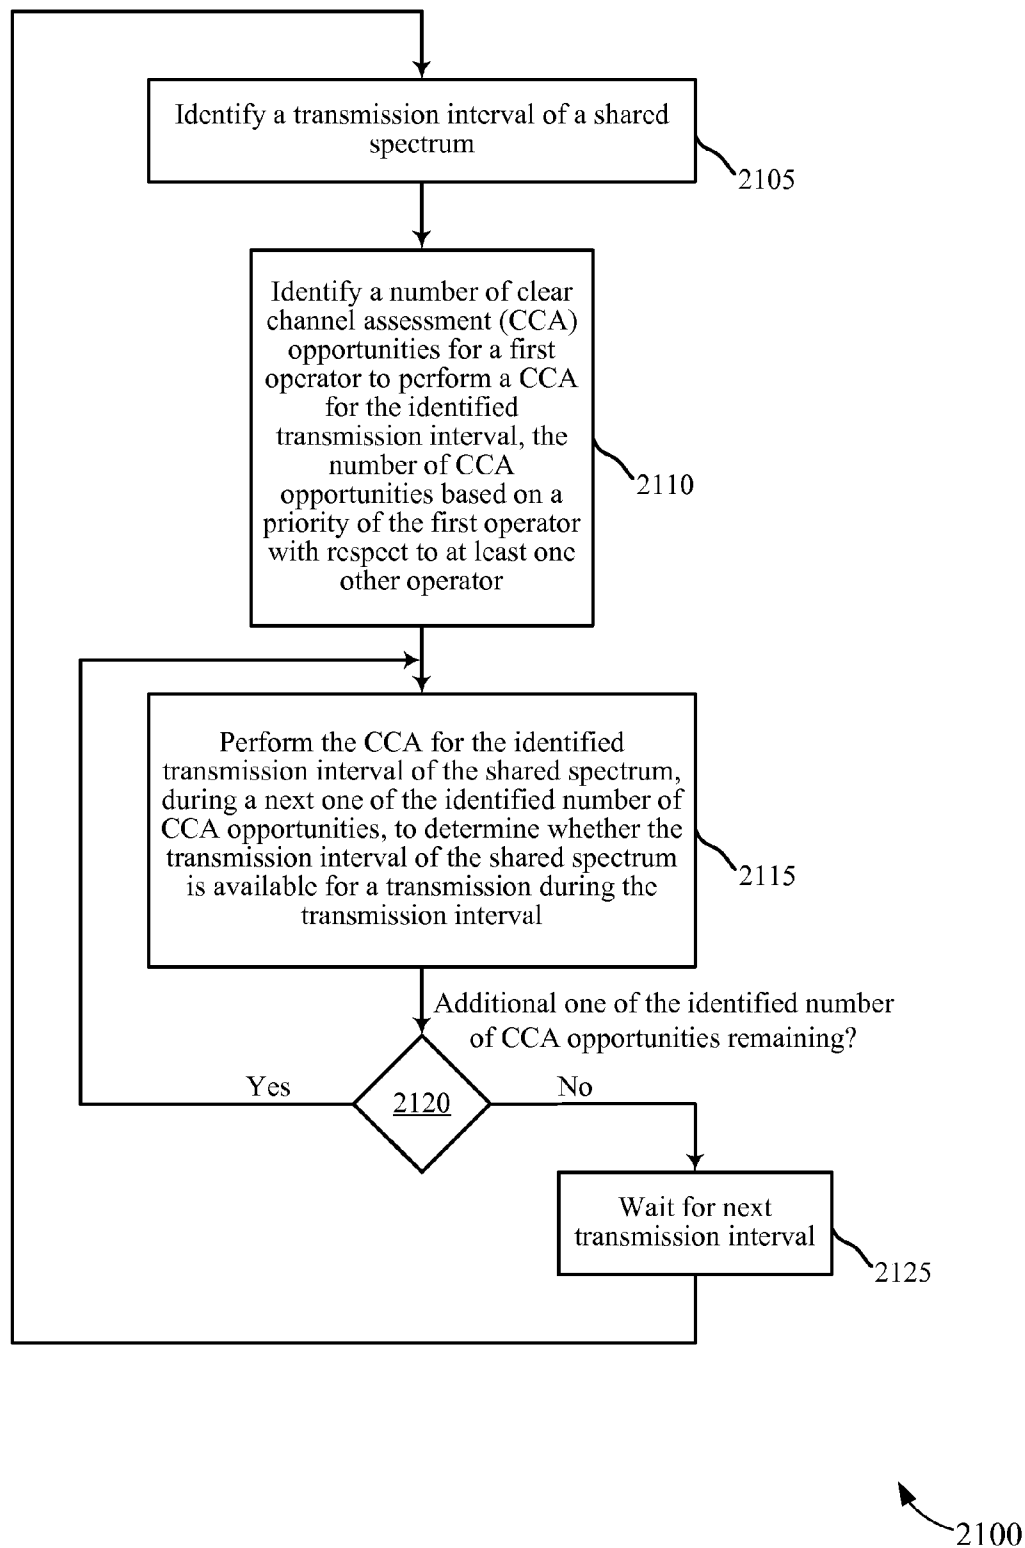 Identify a transmission interval of a shared
spectrum
2105
Identify a number of clear
channel assessment (CCA)
opportunities for a first
operator to perform a CCA
for the identified
transmission interval, the
number of CCA
opportunities based on a
priority of the first operator
with respect to at least one
other operator
2110
Perform the CCA for the identified
transmission interval of the shared spectrum,
during a next one of the identified number of
CCA opportunities, to determine whether the
transmission interval of the shared spectrum
is available for a transmission during the
transmission interval
2115
Additional one of the identified number
of CCA opportunities remaining?
Yes
2120
No
Wait for next
transmission interval
2125
2100